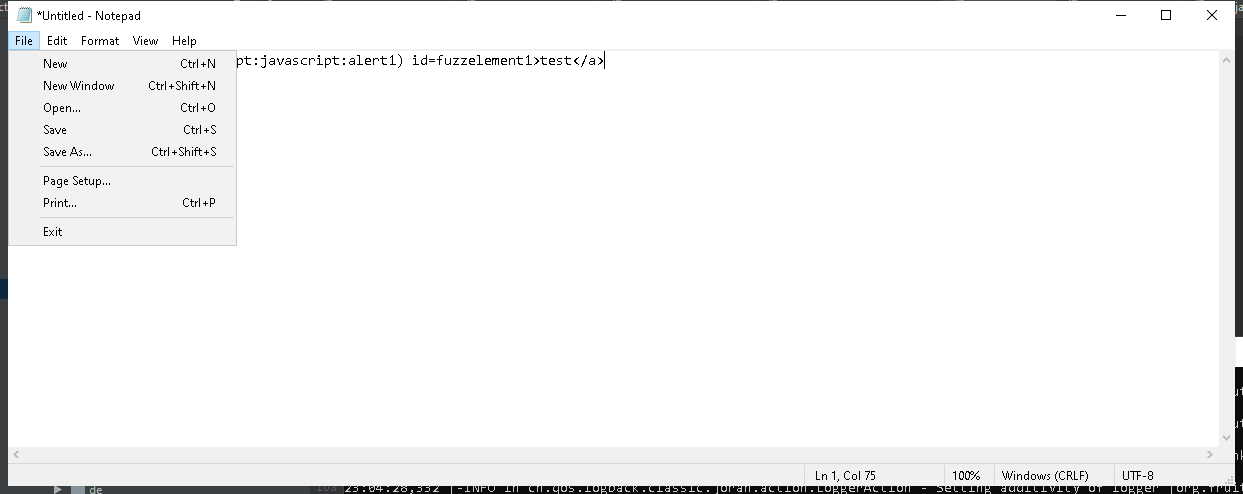 *Untitled - Notepad
File Edit Format View Help
pt:javascript:alert1) id=fuzzelement1>test</a>
New Ctrl+N
New Window Ctrl+Shift+N
Open... Ctrl+O
Save Ctrl+S
Save As... Ctrl+Shift+S
Page Setup...
Print... Ctrl+P
Exit
Ln 1, Col 75 100% Windows (CRLF) UTF-8
de 23:04:28,332 |-INFO in ch.qos.logback.classic.joran.action.LoggerAction - Setting additivity of logger